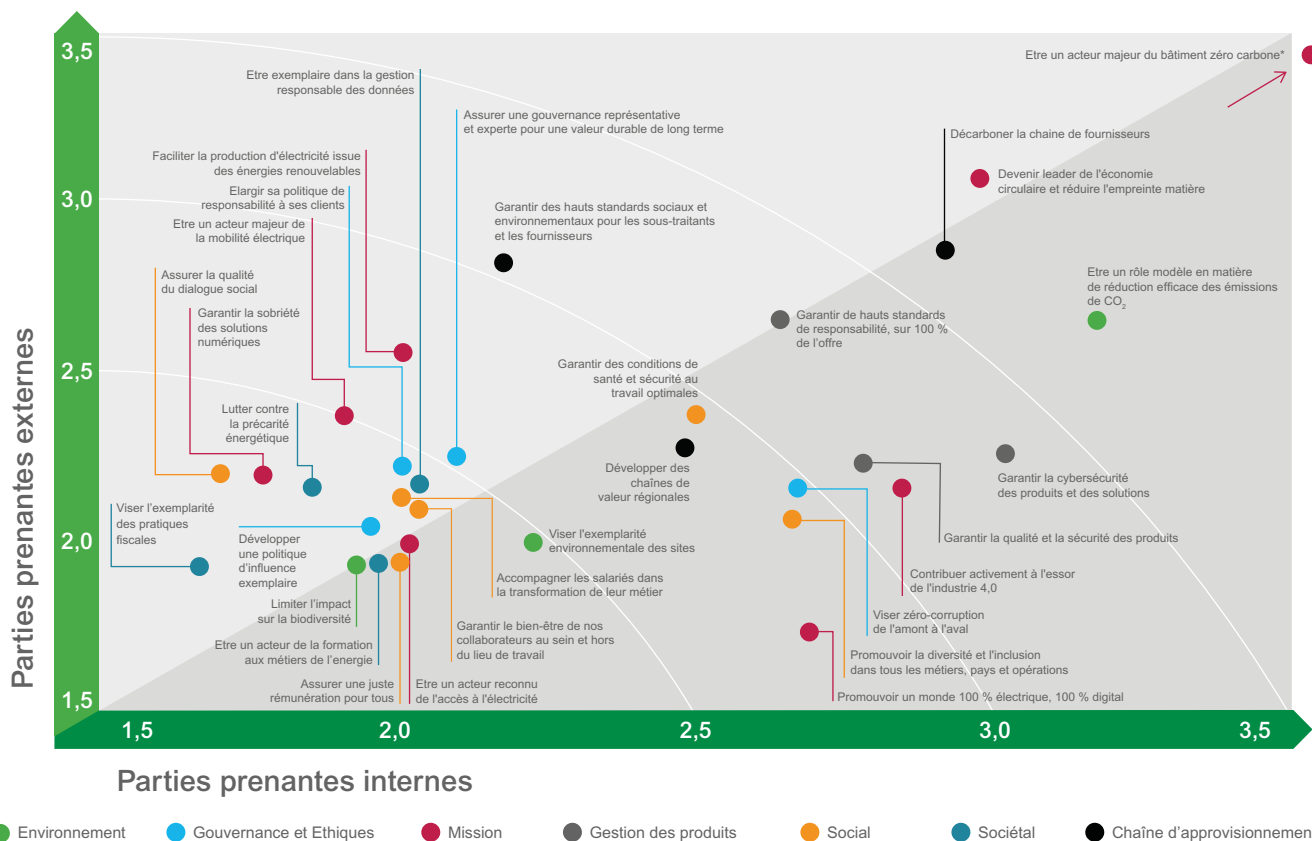 3,5
3,0
2,5
2,0
1,5
Parties prenantes externes
Etre un acteur majeur du bâtiment zéro carbone*
Etre exemplaire dans la gestion
responsable des données
Assurer une gouvernance représentative
et experte pour une valeur durable de long terme
Décarboner la chaine de fournisseurs
Faciliter la production d'électricité issue
des énergies renouvelables
Devenir leader de l'économie
circulaire et réduire l'empreinte matière
Elargir sa politique de
responsabilité à ses clients
Garantir des hauts standards sociaux et
environnementaux pour les sous-traitants
et les fournisseurs
Etre un acteur majeur de
la mobilité électrique
Assurer la qualité
du dialogue social
Etre un rôle modèle en matière
de réduction efficace des émissions
de CO2
Garantir la sobriété
des solutions
numériques
Garantir de hauts standards
de responsabilité, sur 100 %
de l'offre
Garantir des conditions de
santé et sécurité au
travail optimales
Lutter contre
la précarité
énergétique
Développer des
chaînes de
valeur régionales
Garantir la cybersécurité
des produits et des solutions
Viser l'exemplarité
des pratiques
fiscales
Développer
une politique
d'influence
exemplaire
Viser l'exemplarité
environnementale des sites
Garantir la qualité et la sécurité des produits
Accompagner les salariés dans
la transformation de leur métier
Contribuer activement à l'essor
de l'industrie 4,0
Limiter l'impact
sur la biodiversité
Viser zéro-corruption
de l'amont à l'aval
Garantir le bien-être de nos
collaborateurs au sein et hors
du lieu de travail
Etre un acteur de la formation
aux métiers de l'energie
Promouvoir la diversité et l'inclusion
dans tous les métiers, pays et opérations
Assurer une juste
rémunération pour tous
Etre un acteur reconnu
de l'accès à l'électricité
Promouvoir un monde 100 % électrique, 100 % digital
1,5
2,0
2,5
3,0
3,5
Parties prenantes internes
Environnement
Gouvernance et Ethiques
Mission
Gestion des produits
Social
Sociétal
Chaîne d'approvisionnemen